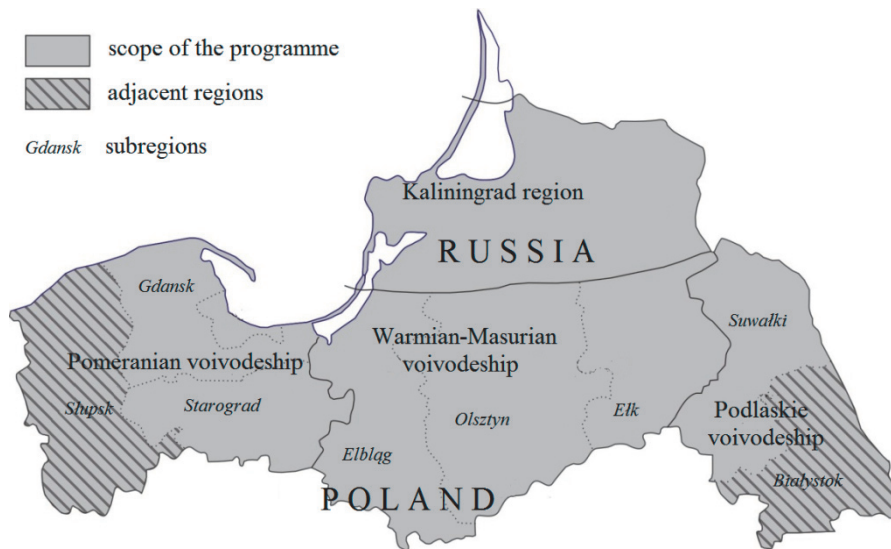 scope of the programme
adjacent regions
Gdansk subregions
Kaliningrad region
RUSSIA
Gdansk
Suwałki
Warmian-Masurian
voivodeship
Pomeranian voivodeship
Słupsk
Starograd
Olsztyn
Ełk
Podlaskie
voivodeship
Elbląg
Białystok
POLAND